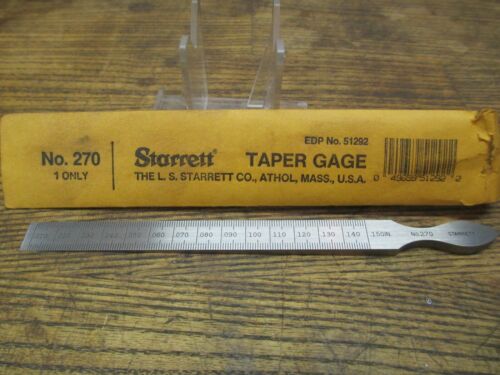 EDP No. 51292
No. 270 Starrett TAPER GAGE
1 ONLY THE L. S. STARRETT CO., ATHOL, MASS., U.S.A.
.060 .070 .080 .090 .100 .110 .120 .130 .140 .150IN. No.270 STARRETT